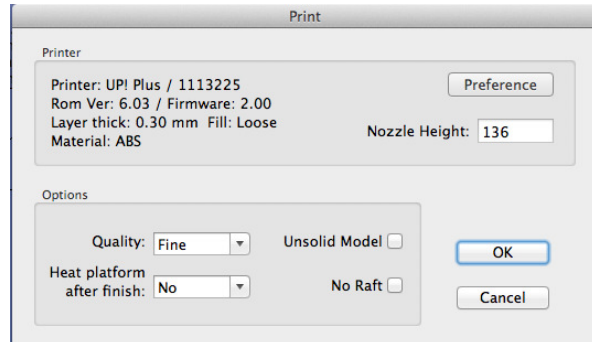 Print
Printer
Printer: UP! Plus / 1113225
Rom Ver: 6.03 / Firmware: 2.00
Layer thick: 0.30 mm  Fill: Loose
Material: ABS
Preference
Nozzle Height: 136
Options
Quality: Fine
Unsolid Model
Heat platform
after finish: No
No Raft
OK
Cancel